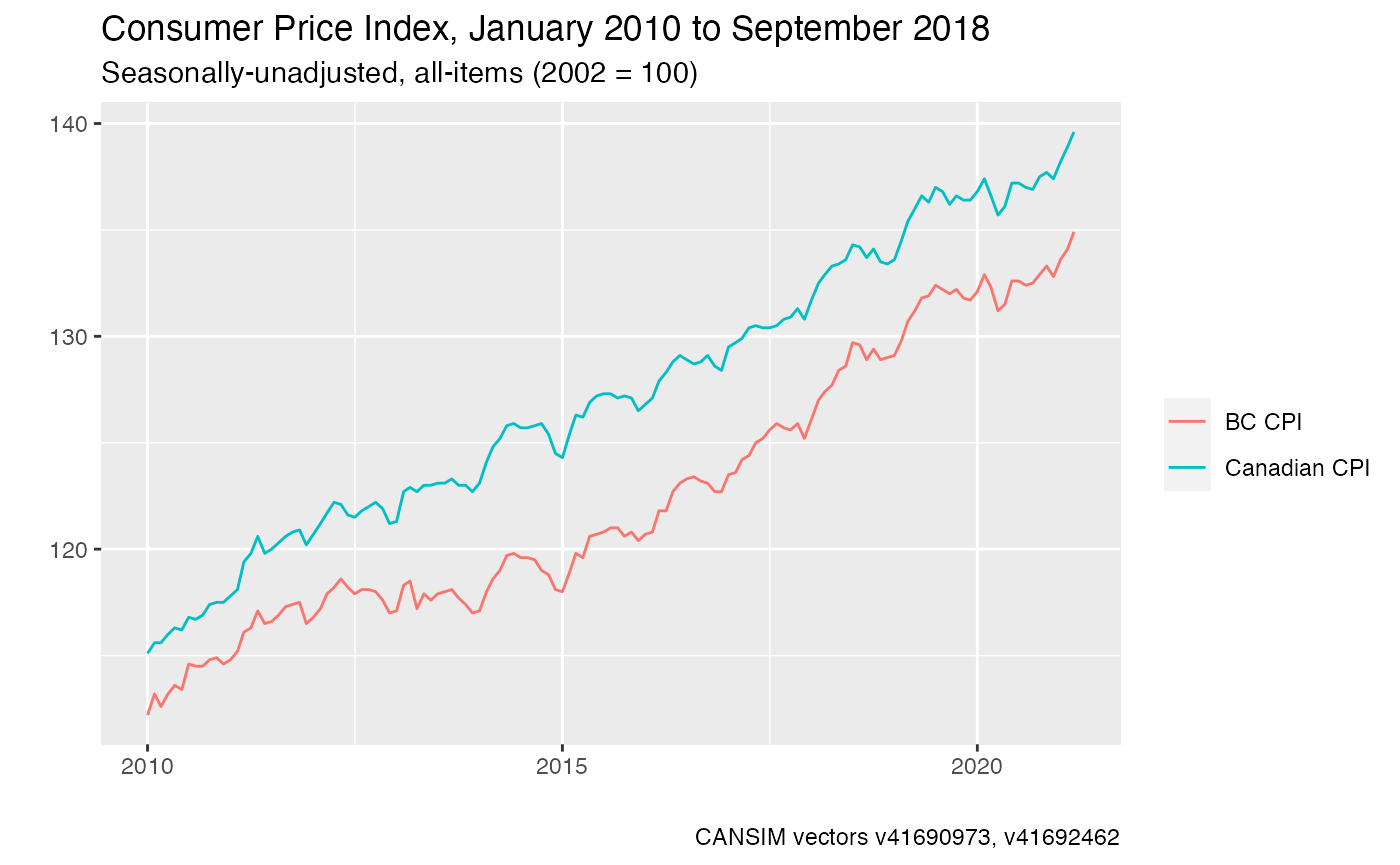 Consumer Price Index, January 2010 to September 2018
Seasonally-unadjusted, all-items (2002 = 100)
140
130
120
2010 2015 2020
BC CPI
Canadian CPI
CANSIM vectors v41690973, v41692462